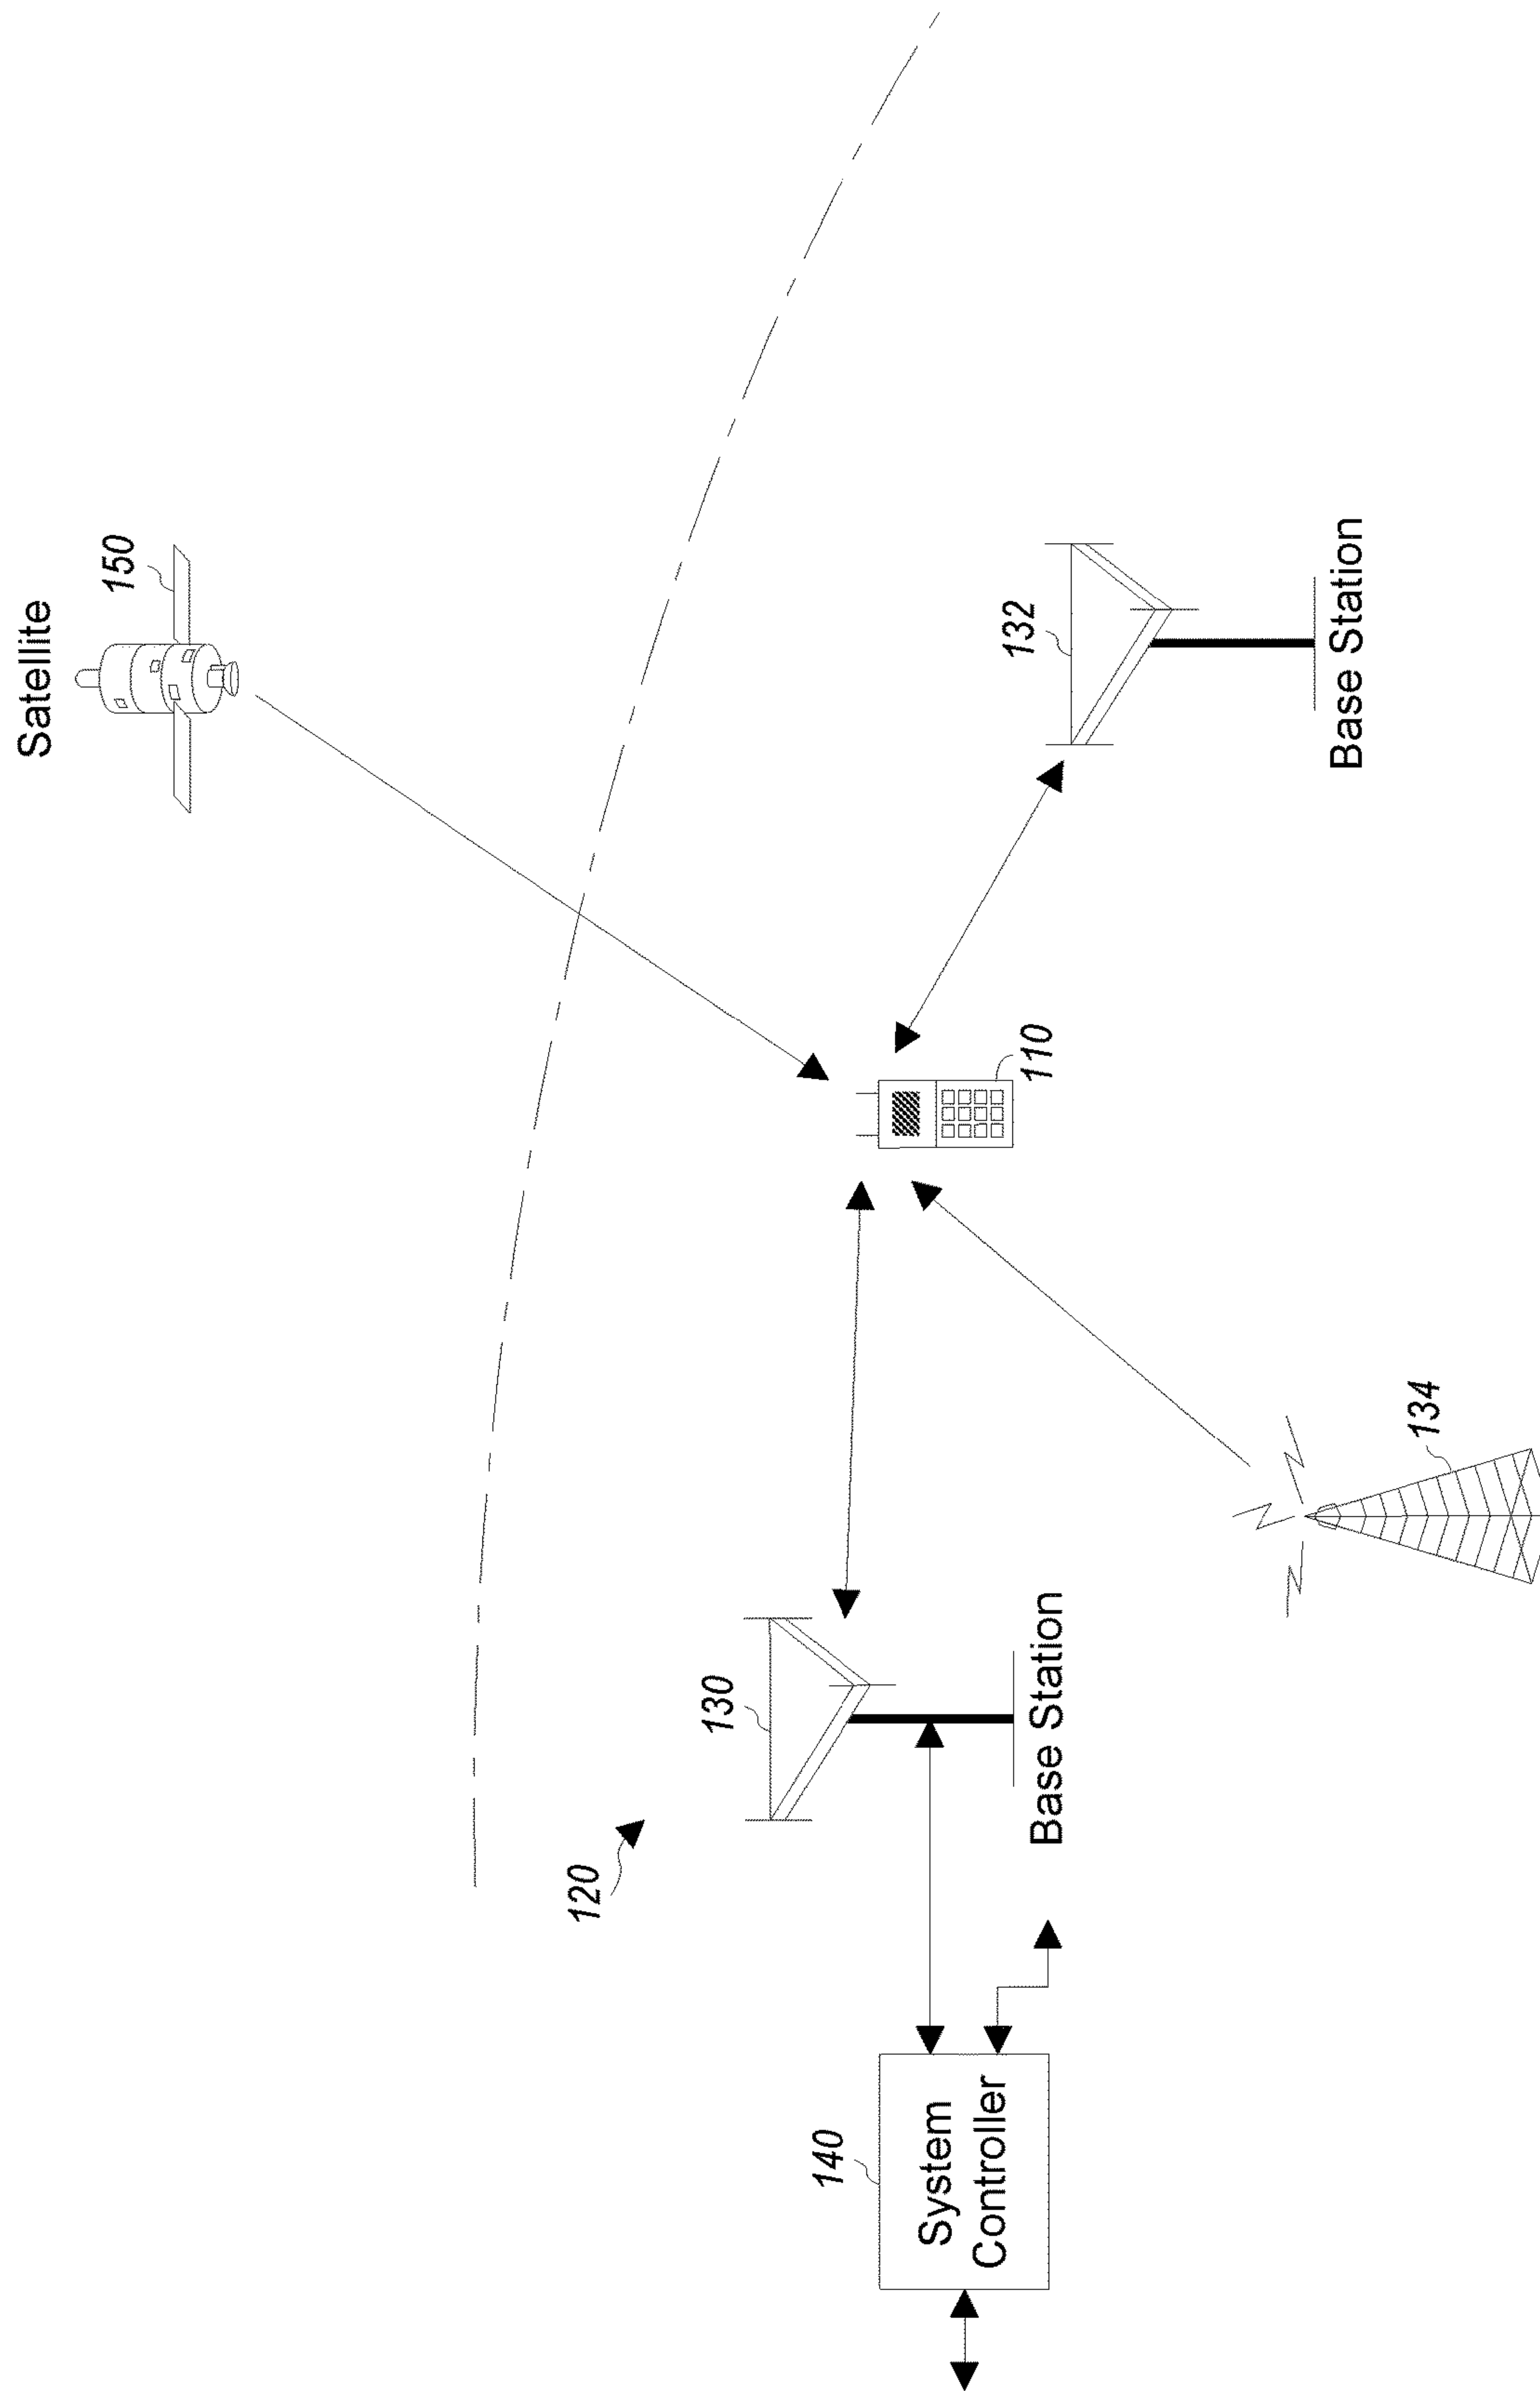 Satellite
150
120
130
132
140
System
Controller
110
Base Station
Base Station
134